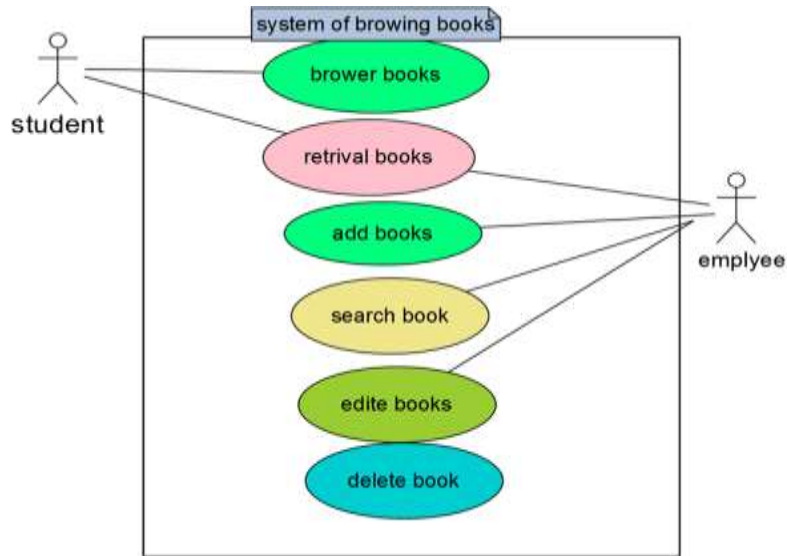 system of browing books
brower books
student
retrival books
add books
emplyee
search book
edite books
delete book